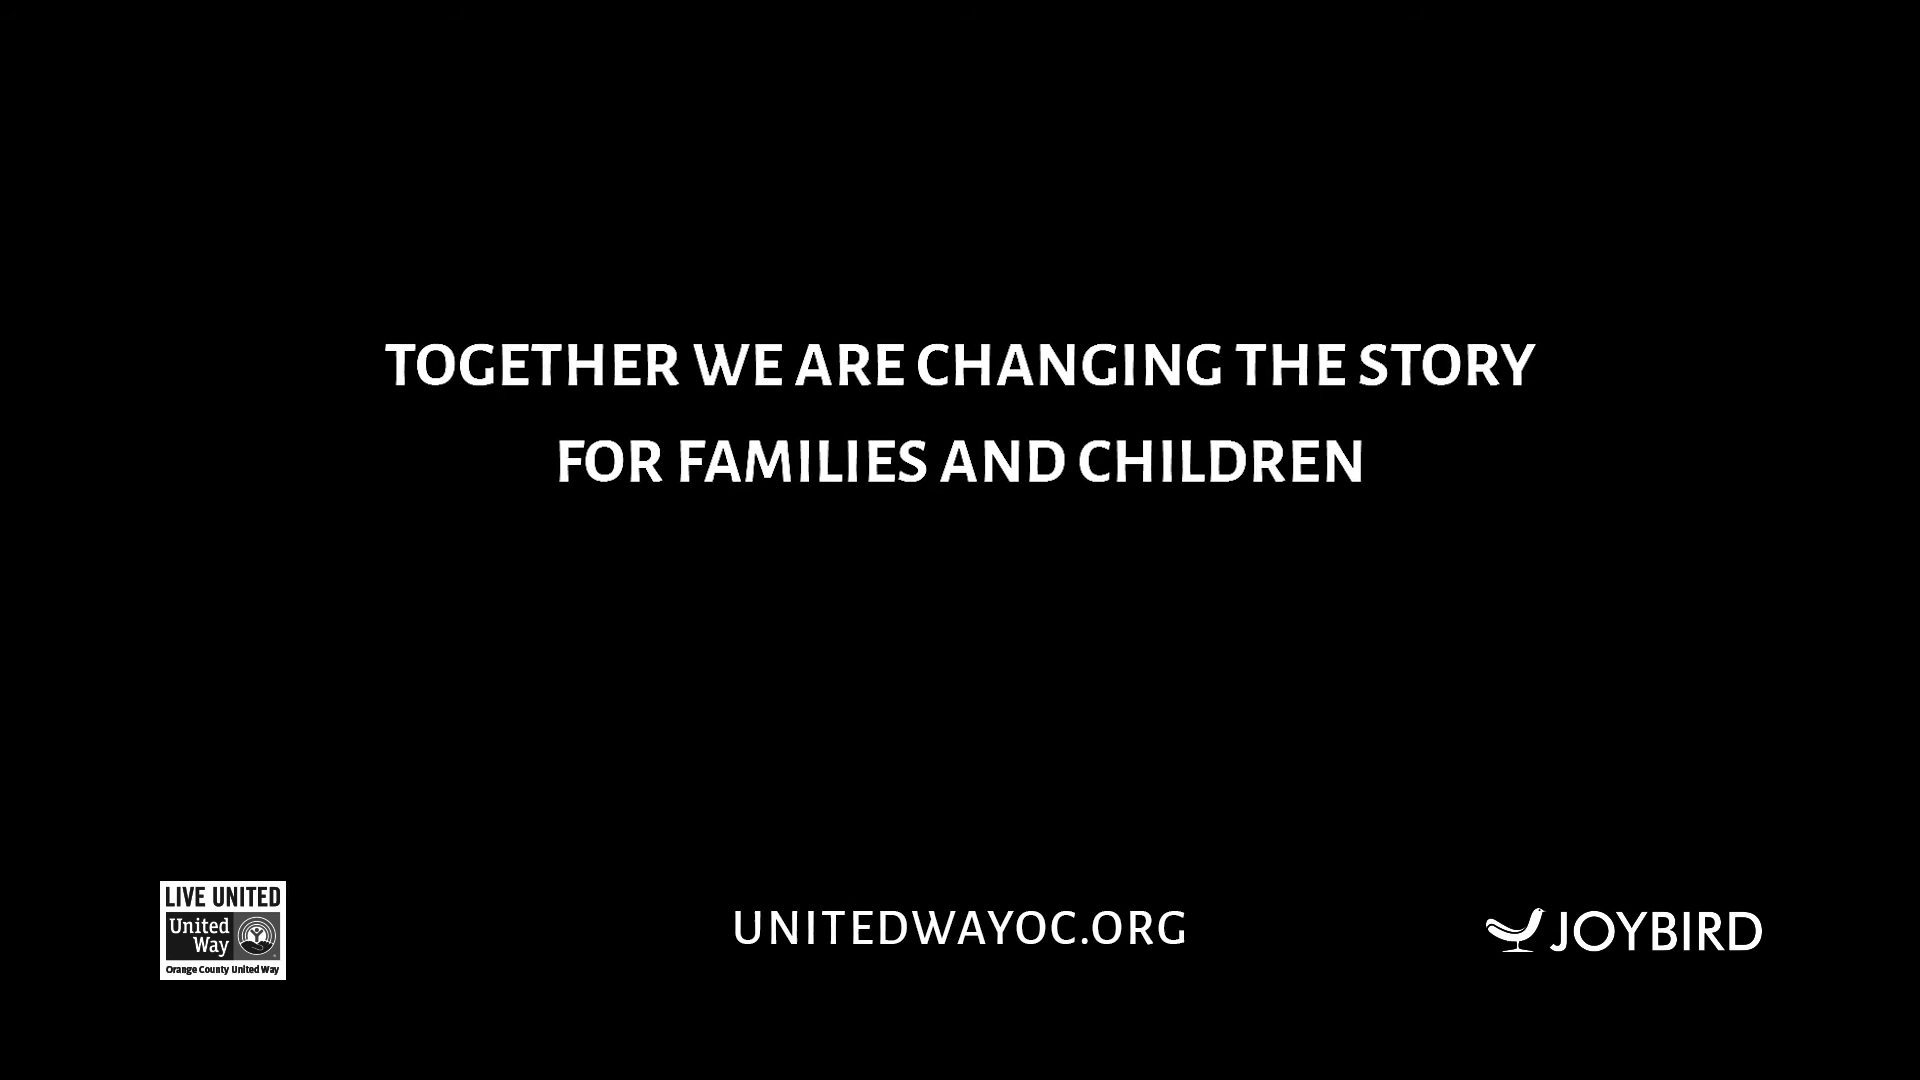 TOGETHER WE ARE CHANGING THE STORY
FOR FAMILIES AND CHILDREN
LIVE UNITED
United
Way
Orange County United Way
UNITEDWAYOC.ORG
JOYBIRD